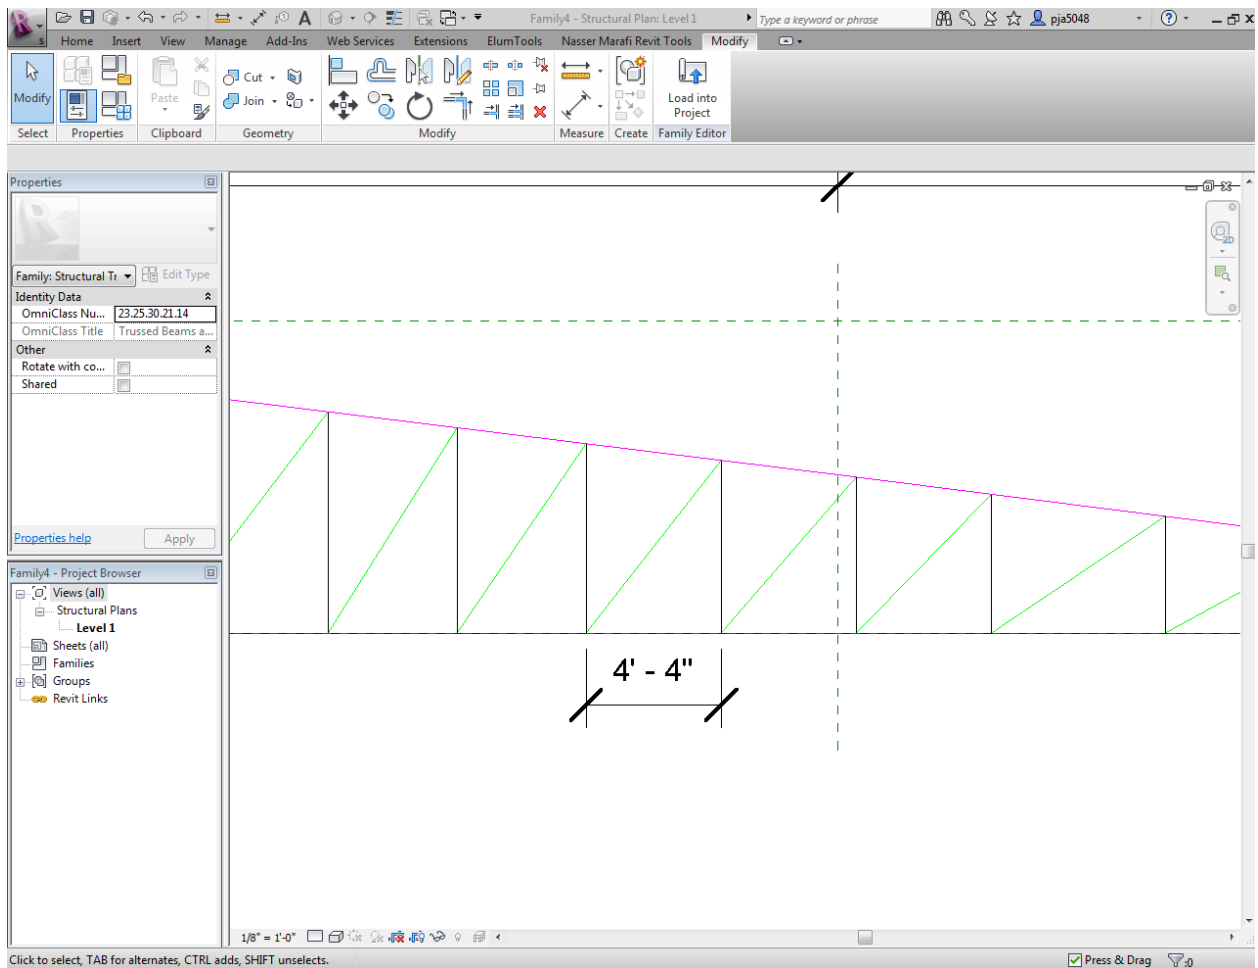 Family4 - Structural Plan: Level 1
Type a keyword or phrase
pja5048
Home Insert View Manage Add-Ins Web Services Extensions ElumTools Nasser Marafi Revit Tools Modify
Modify
Paste
Cut
Join
Load into
Project
Select Properties Clipboard Geometry Modify Measure Create Family Editor
Properties
Family: Structural Tr
Edit Type
Identity Data
OmniClass Nu... 23.25.30.21.14
OmniClass Title Trussed Beams a...
Other
Rotate with co...
Shared
Properties help
Apply
Family4 - Project Browser
Views (all)
Structural Plans
Level 1
Sheets (all)
Families
Groups
Revit Links
2D
4' - 4"
1/8" = 1'-0"
Click to select, TAB for alternates, CTRL adds, SHIFT unselects.
Press & Drag
:0